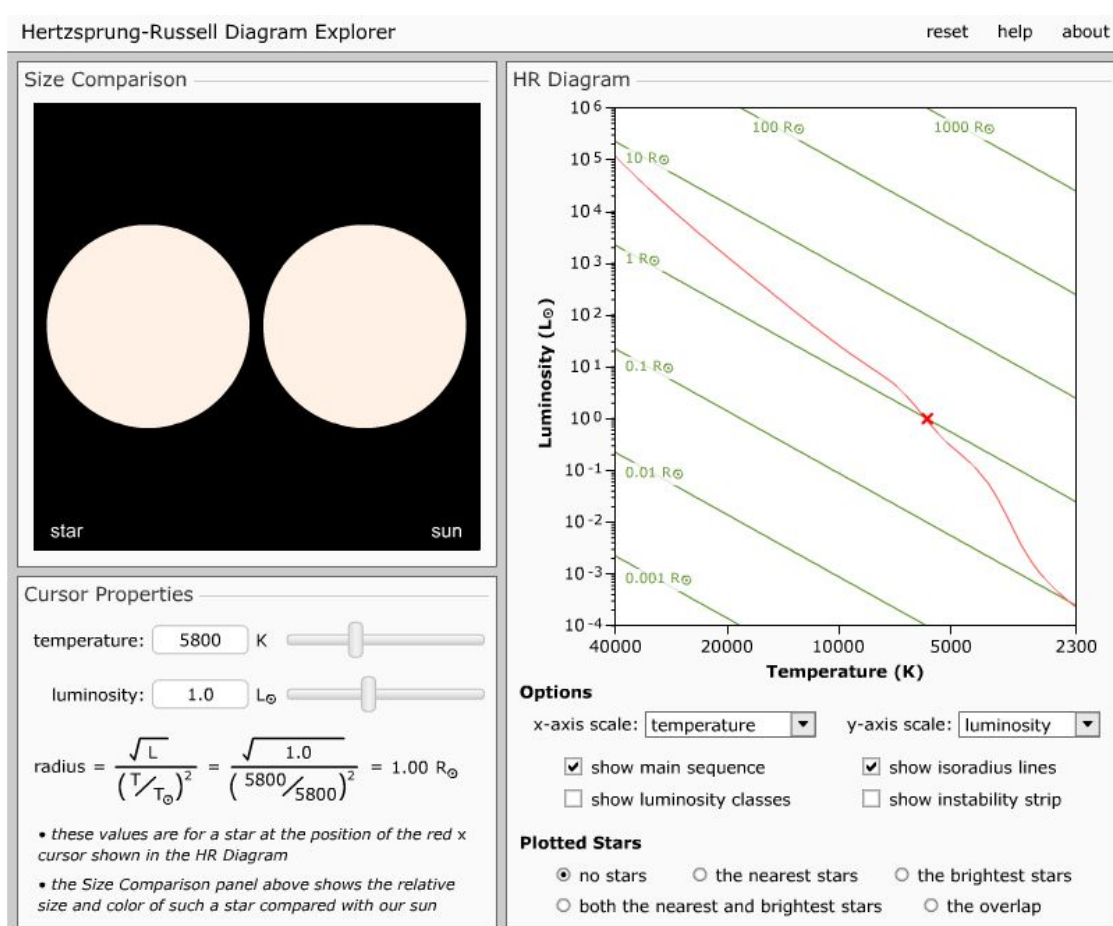 Hertzsprung-Russell Diagram Explorer
reset help about
Size Comparison
star sun
Cursor Properties
temperature: 5800 K
luminosity: 1.0 L⊙
radius = √L / (T/T⊙)² = √1.0 / (5800/5800)² = 1.00 R⊙
• these values are for a star at the position of the red x
cursor shown in the HR Diagram
• the Size Comparison panel above shows the relative
size and color of such a star compared with our sun
HR Diagram
Luminosity (L⊙)
10⁶
10⁵
10⁴
10³
10²
10¹
10⁰
10⁻¹
10⁻²
10⁻³
10⁻⁴
100 R⊙ 1000 R⊙
10 R⊙
1 R⊙
0.1 R⊙
0.01 R⊙
0.001 R⊙
40000 20000 10000 5000 2300
Temperature (K)
Options
x-axis scale: temperature y-axis scale: luminosity
show main sequence show isoradius lines
show luminosity classes show instability strip
Plotted Stars
no stars the nearest stars the brightest stars
both the nearest and brightest stars the overlap